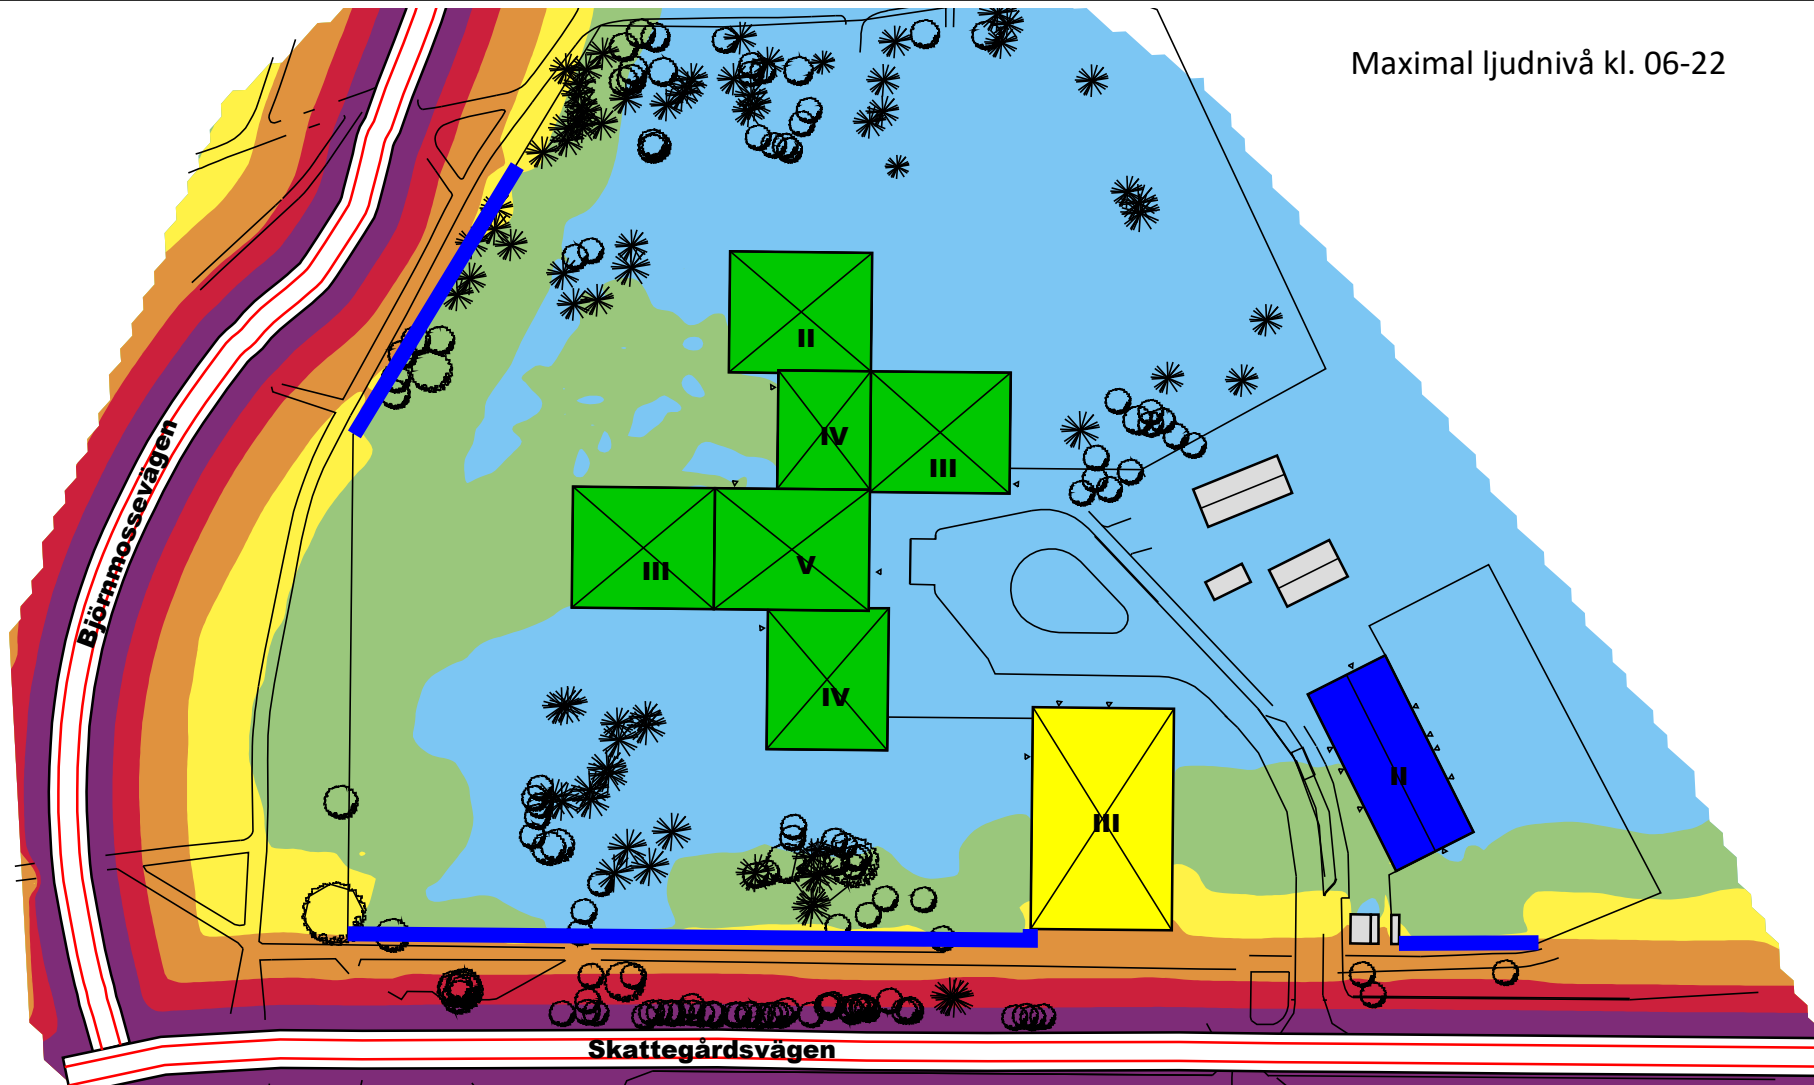 Maximal ljudnivå kl. 06-22
II
IV
III
III
V
IV
III
II
Björnmossevägen
Skattegårdsvägen